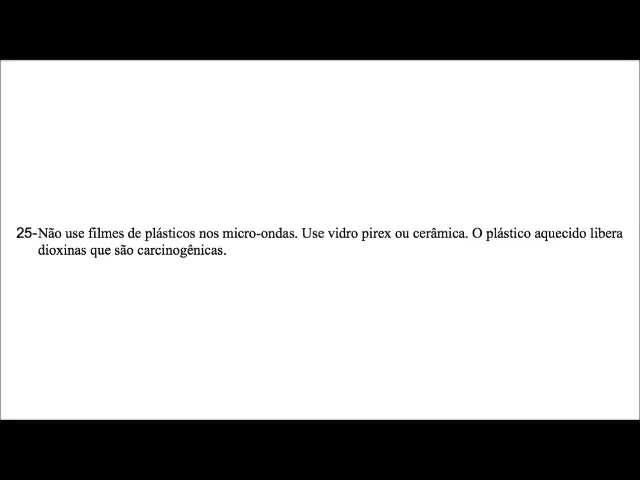 25-Não use filmes de plásticos nos micro-ondas. Use vidro pirex ou cerâmica. O plástico aquecido libera
dioxinas que são carcinogênicas.